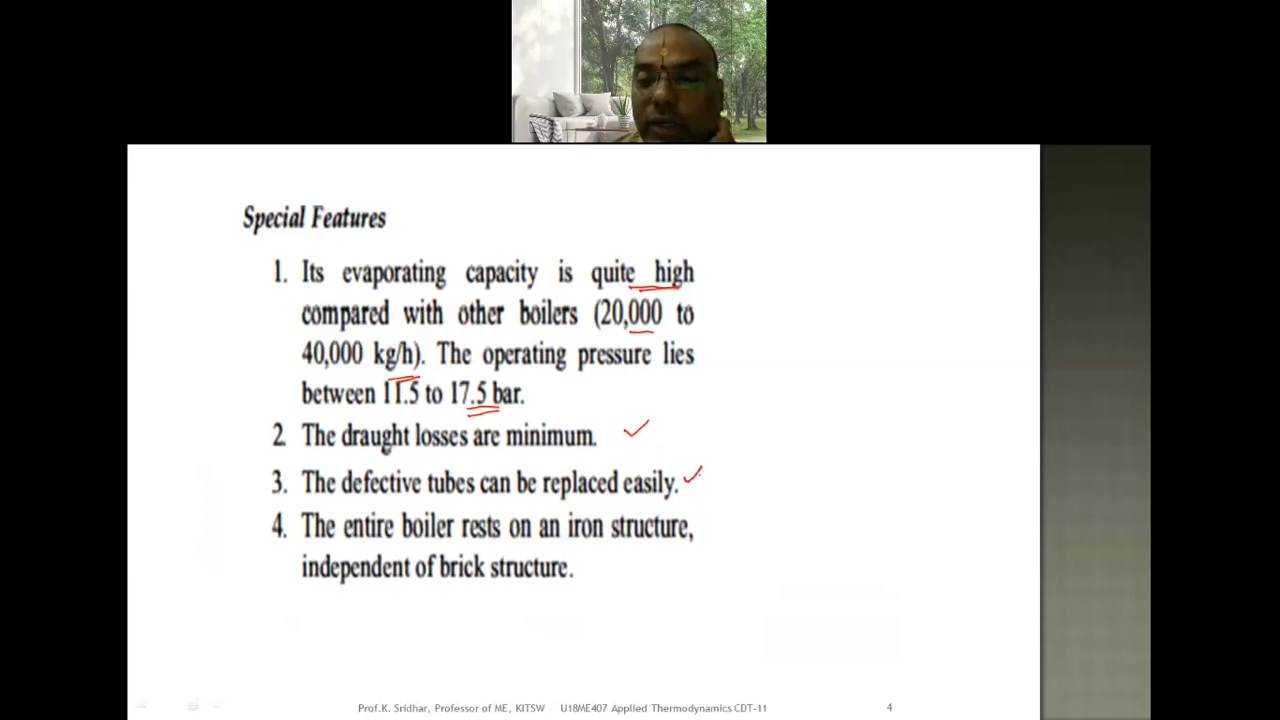 Special Features
1. Its evaporating capacity is quite high
compared with other boilers (20,000 to
40,000 kg/h). The operating pressure lies
between 11.5 to 17.5 bar.
2. The draught losses are minimum.
3. The defective tubes can be replaced easily.
4. The entire boiler rests on an iron structure,
independent of brick structure.
Prof.K. Sridhar, Professor of ME, KITSW U18ME407 Applied Thermodynamics CDT-11 4